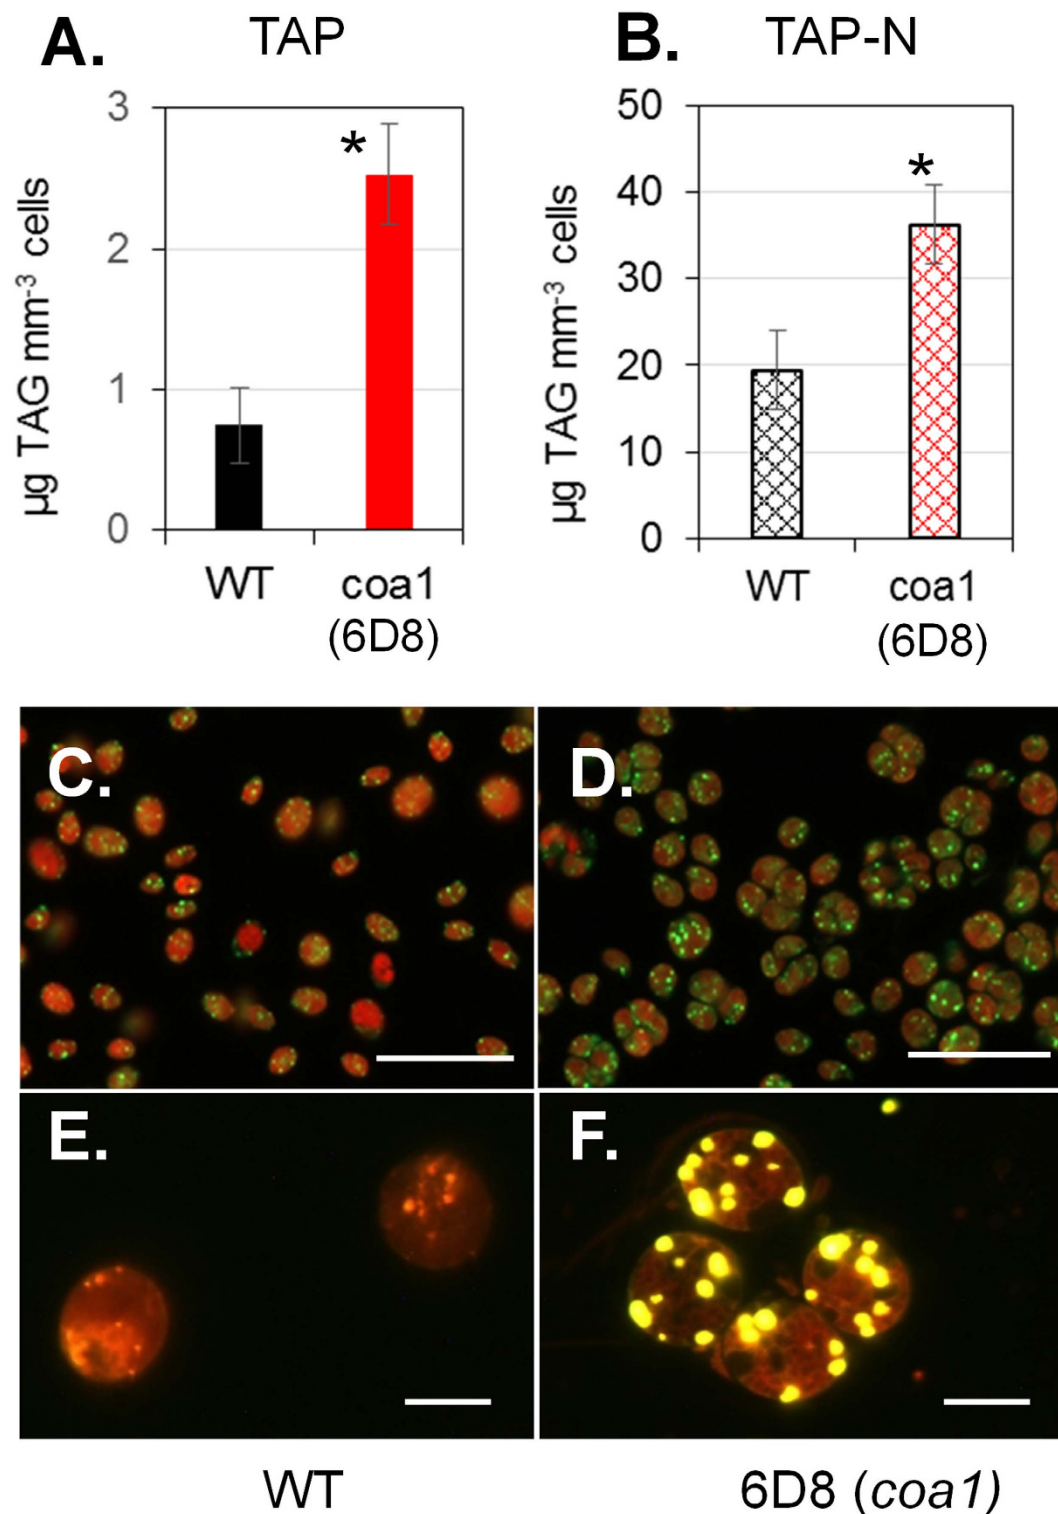 A. TAP
3
2
1
0
µg TAG mm⁻³ cells
WT coa1
(6D8)
B. TAP-N
50
40
30
20
10
0
µg TAG mm⁻³ cells
WT coa1
(6D8)
*
*
C. D.
E. F.
WT 6D8 (coa1)